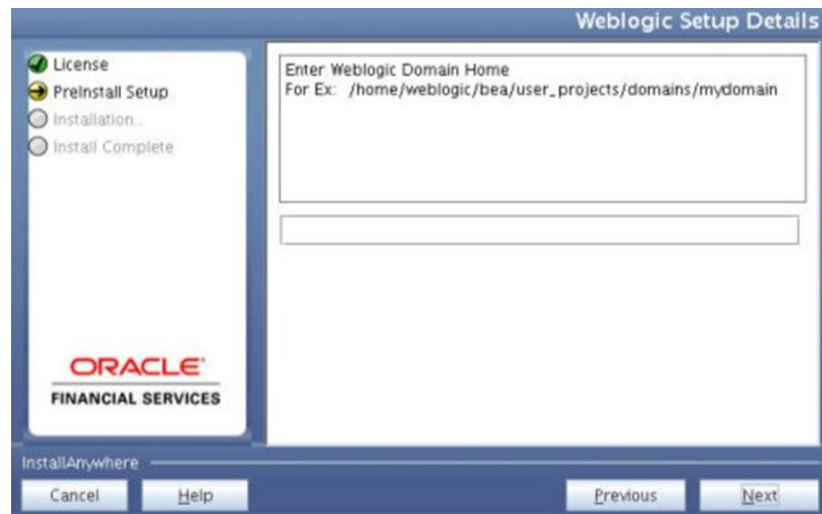 Weblogic Setup Details
License
PreInstall Setup
Installation..
Install Complete
Enter Weblogic Domain Home
For Ex: /home/weblogic/bea/user_projects/domains/mydomain
ORACLE
FINANCIAL SERVICES
InstallAnywhere
Cancel
Help
Previous
Next